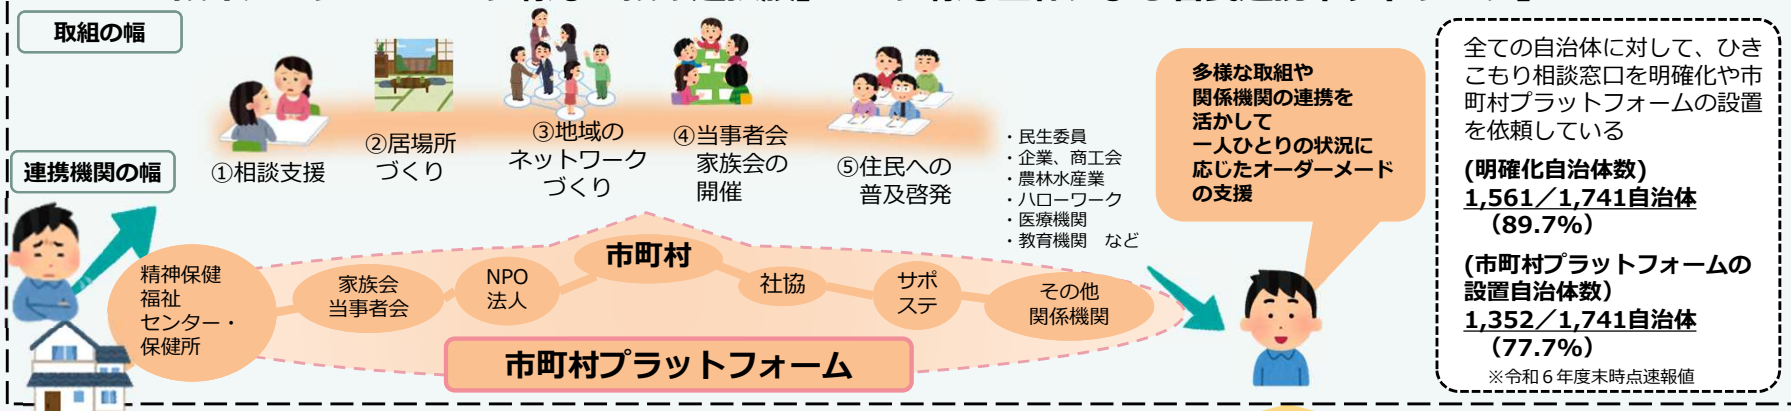 取組の幅
連携機関の幅
①相談支援
②居場所
づくり
③地域の
ネットワーク
づくり
④当事者会
家族会の
開催
⑤住民への
普及啓発
・民生委員
・企業、商工会
・農林水産業
・ハローワーク
・医療機関
・教育機関 など
多様な取組や
関係機関の連携を
活かして
一人ひとりの状況に
応じたオーダーメード
の支援
精神保健
福祉
センター・
保健所
家族会
当事者会
NPO
法人
市町村
社協
サポ
ステ
その他
関係機関
市町村プラットフォーム
全ての自治体に対して、ひき
こもり相談窓口を明確化や市
町村プラットフォームの設置
を依頼している
(明確化自治体数)
1,561／1,741自治体
（89.7%）
(市町村プラットフォームの
設置自治体数）
1,352／1,741自治体
（77.7%）
※令和６年度末時点速報値